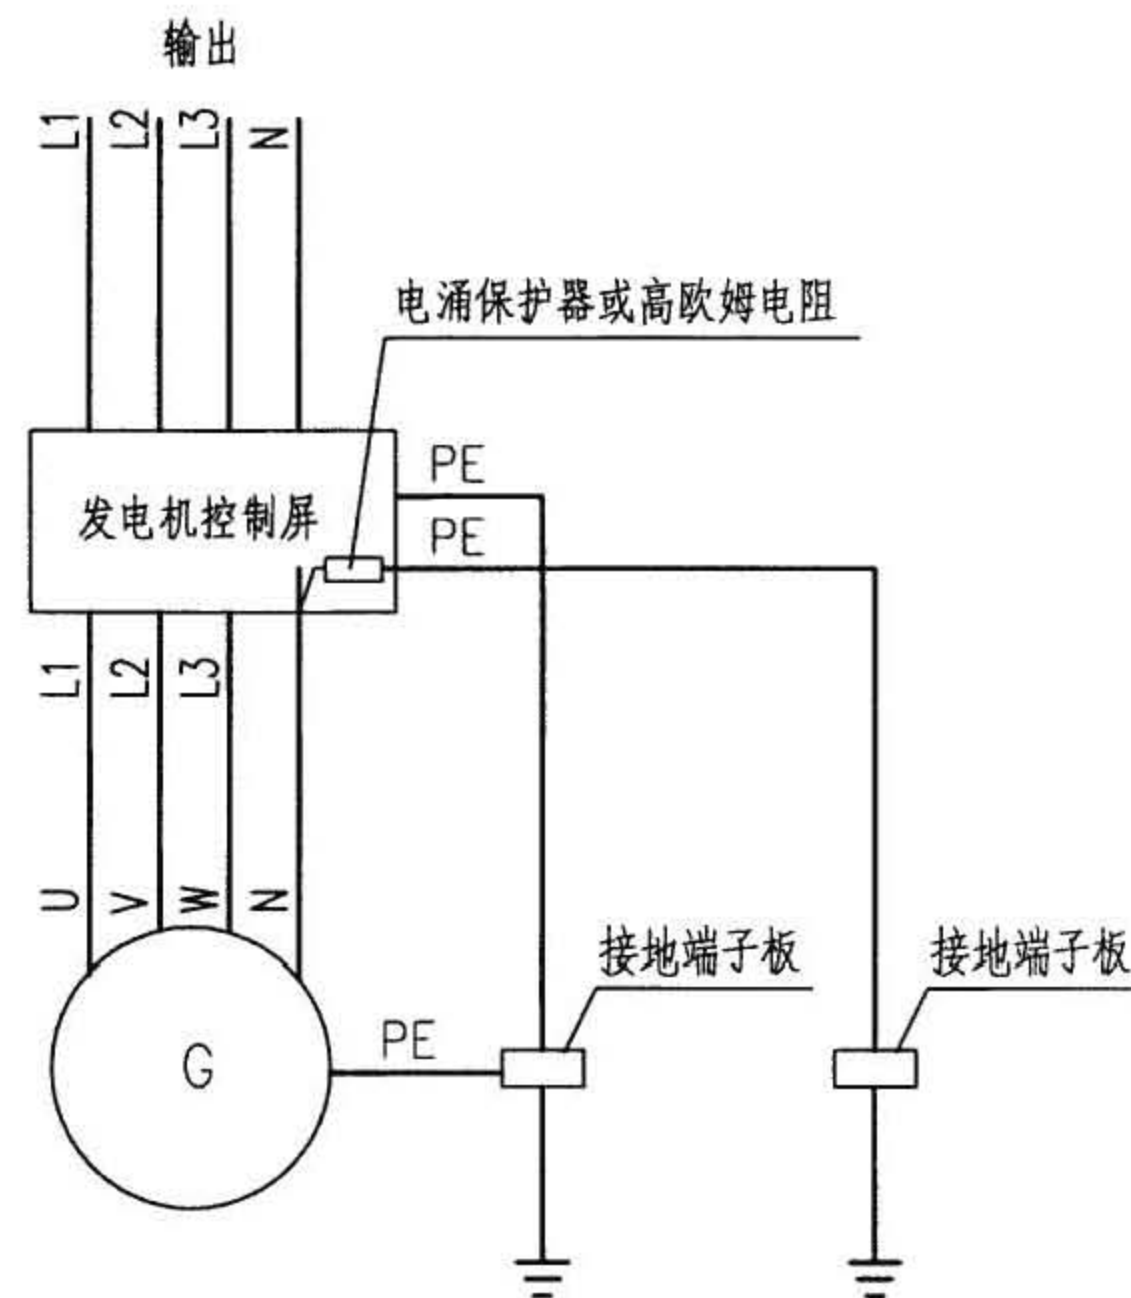 输出
L1 L2 L3 N
电涌保护器或高欧姆电阻
PE
发电机控制屏
PE
L1 L2 L3
U V W N
接地端子板 接地端子板
PE
G